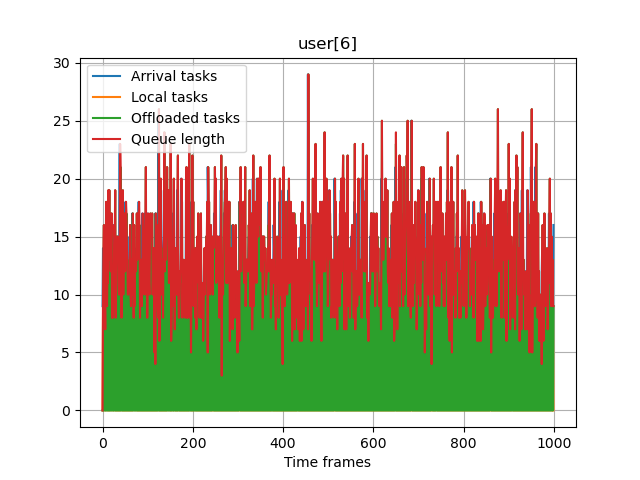 user[6]
Arrival tasks
Local tasks
Offloaded tasks
Queue length
30
25
20
15
10
5
0
0 200 400 600 800 1000
Time frames